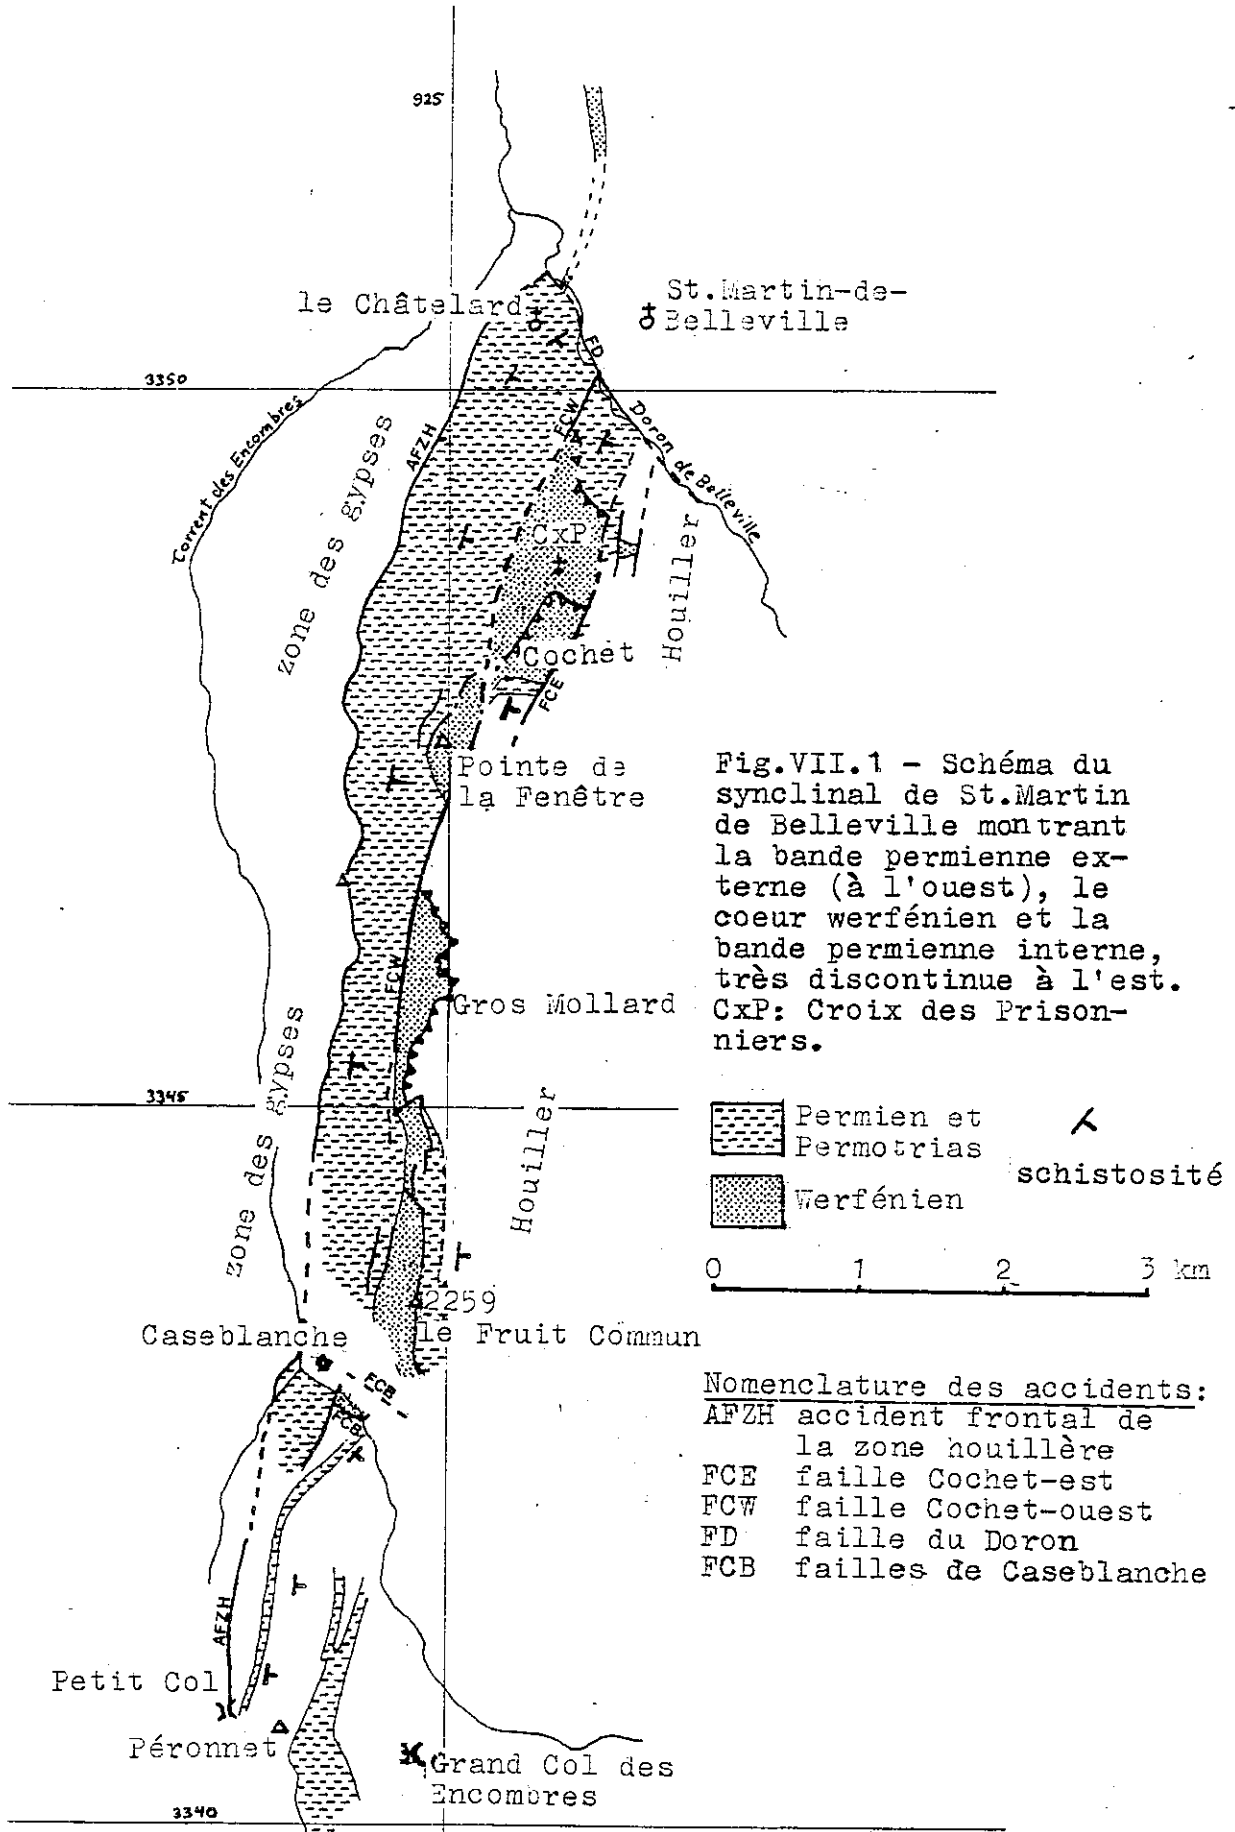 925
le Châtelard
St.Martin-de-
Belleville
FD
3350
Torrent des Encombres
zone des gypses
AFZH
FCW
Doron de Belleville
CxP
Houiller
Cochet
FCE
Pointe de
la Fenêtre
Fig.VII.1 - Schéma du
synclinal de St.Martin
de Belleville montrant
la bande permienne ex-
terne (à l'ouest), le
coeur werfénien et la
bande permienne interne,
très discontinue à l'est.
CxP: Croix des Prison-
niers.
FCW
Gros Mollard
zone des gypses
3345
Houiller
Permien et
Permotrias
schistosité
Werfénien
0 1 2 3 km
2259
Caseblanche
le Fruit Commun
FCB
FCB
Nomenclature des accidents:
AFZH accident frontal de
la zone houillère
FCE faille Cochet-est
FCW faille Cochet-ouest
FD faille du Doron
FCB failles de Caseblanche
AFZH
Petit Col
Péronnet
Grand Col des
Encombres
3340